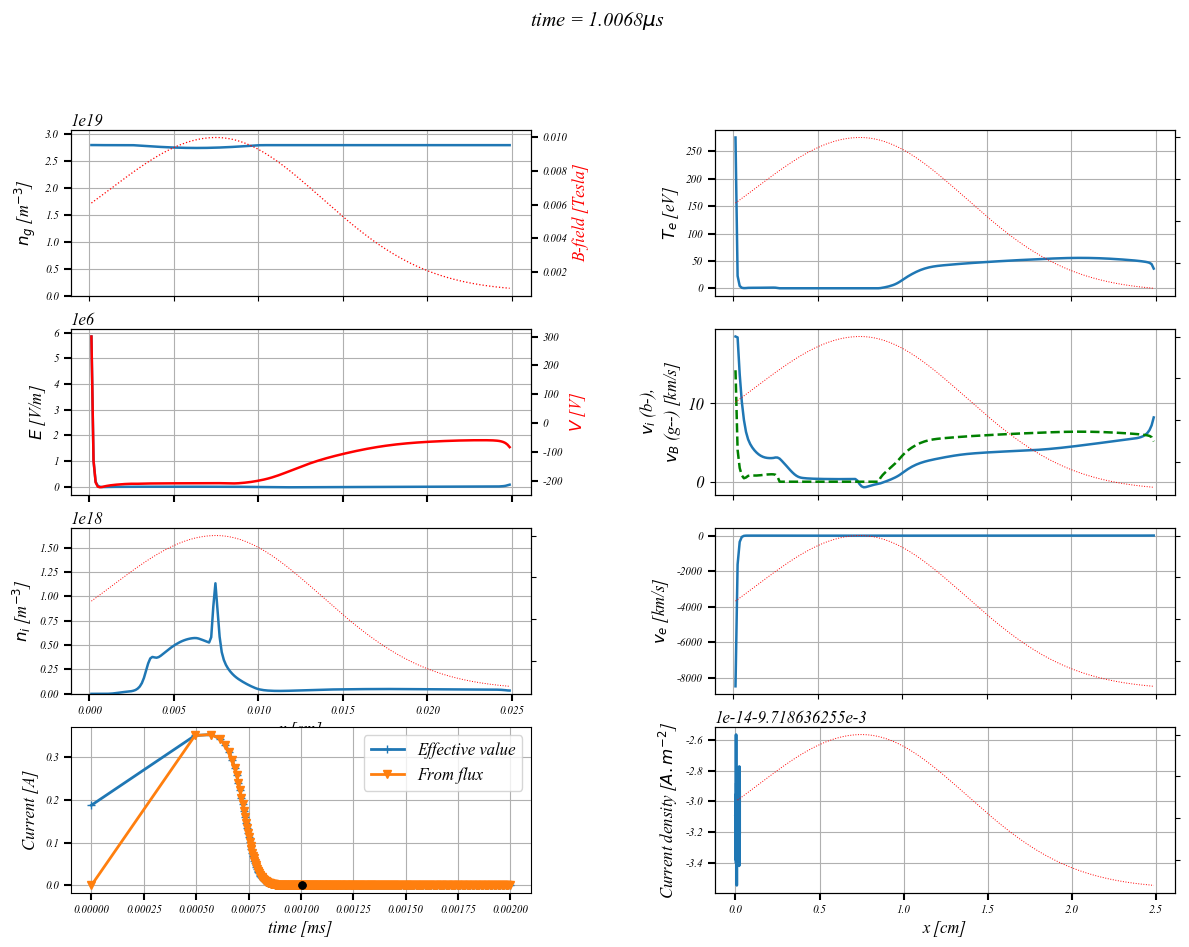 time = 1.0068μs
1e19
n_g [m^{-3}]
3.0
2.5
2.0
1.5
1.0
0.5
0.0
0.010
0.008
0.006
0.004
0.002
B-field [Tesla]
T_e [eV]
250
200
150
100
50
0
1e6
E [V/m]
6
5
4
3
2
1
0
300
200
100
0
-100
-200
V [V]
v_i (b-),
v_B (g--) [km/s]
10
0
1e18
n_i [m^{-3}]
1.50
1.25
1.00
0.75
0.50
0.25
0.00
0.000 0.005 0.010 0.015 0.020 0.025
v_e [km/s]
0
-2000
-4000
-6000
-8000
Current [A]
0.3
0.2
0.1
0.0
Effective value
From flux
0.00000 0.00025 0.00050 0.00075 0.00100 0.00125 0.00150 0.00175 0.00200
time [ms]
1e-14-9.718636255e-3
Current density [A.m^{-2}]
-2.6
-2.8
-3.0
-3.2
-3.4
0.0 0.5 1.0 1.5 2.0 2.5
x [cm]